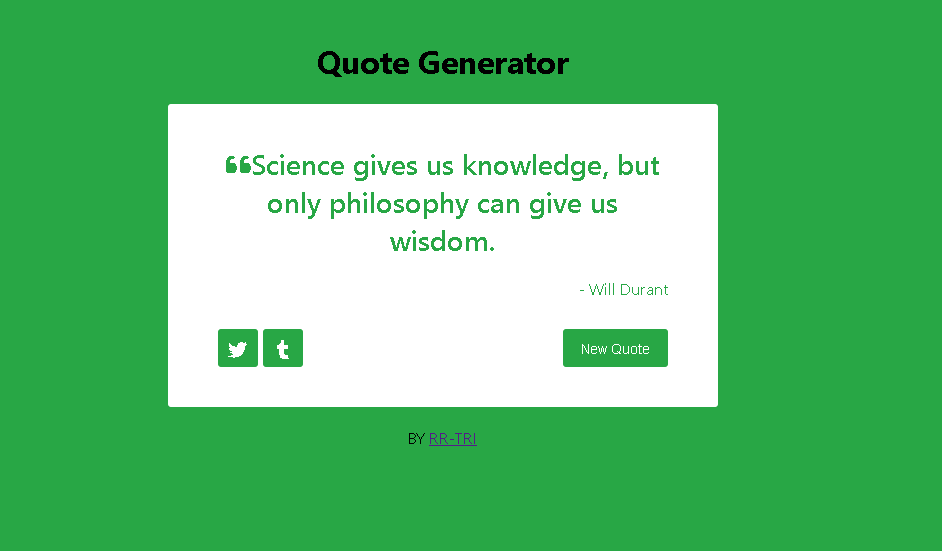 Quote Generator
“Science gives us knowledge, but
only philosophy can give us
wisdom.
- Will Durant
New Quote
BY RR-TRI